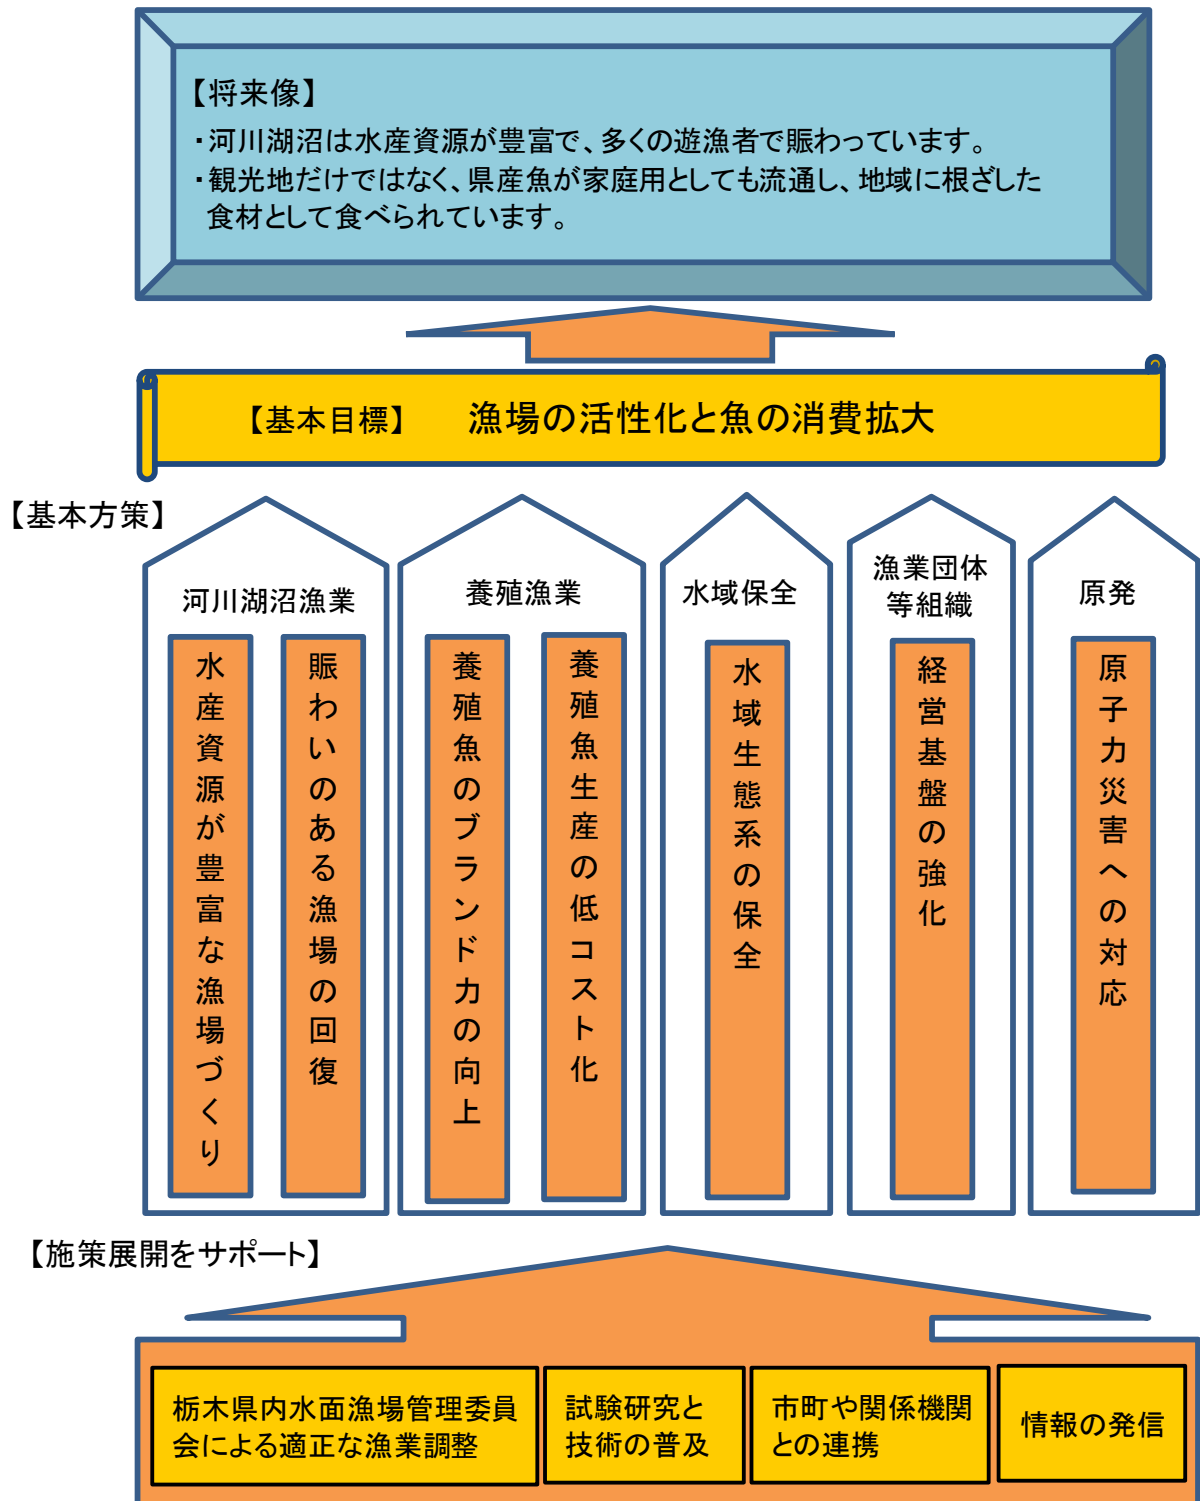 【将来像】
・河川湖沼は水産資源が豊富で、多くの遊漁者で賑わっています。
・観光地だけではなく、県産魚が家庭用としても流通し、地域に根ざした
食材として食べられています。
【基本目標】 漁場の活性化と魚の消費拡大
【基本方策】
河川湖沼漁業
水産資源が豊富な漁場づくり
賑わいのある漁場の回復
養殖漁業
養殖魚のブランド力の向上
養殖魚生産の低コスト化
水域保全
水域生態系の保全
漁業団体
等組織
経営基盤の強化
原発
原子力災害への対応
【施策展開をサポート】
栃木県内水面漁場管理委員
会による適正な漁業調整
試験研究と
技術の普及
市町や関係機関
との連携
情報の発信